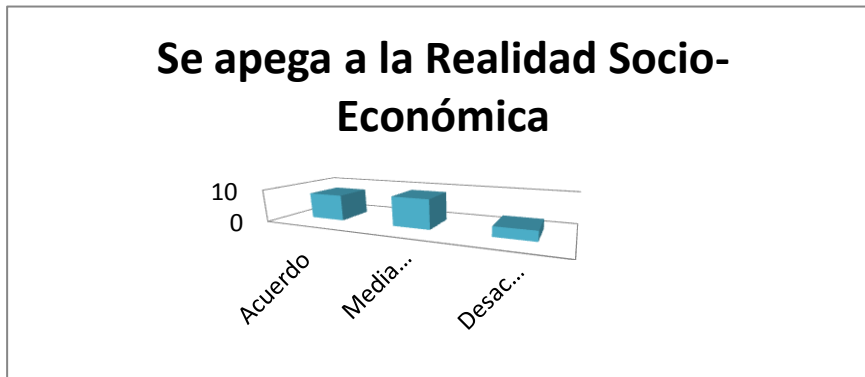 Se apega a la Realidad Socio-
Económica
10
0
Acuerdo
Media...
Desac...